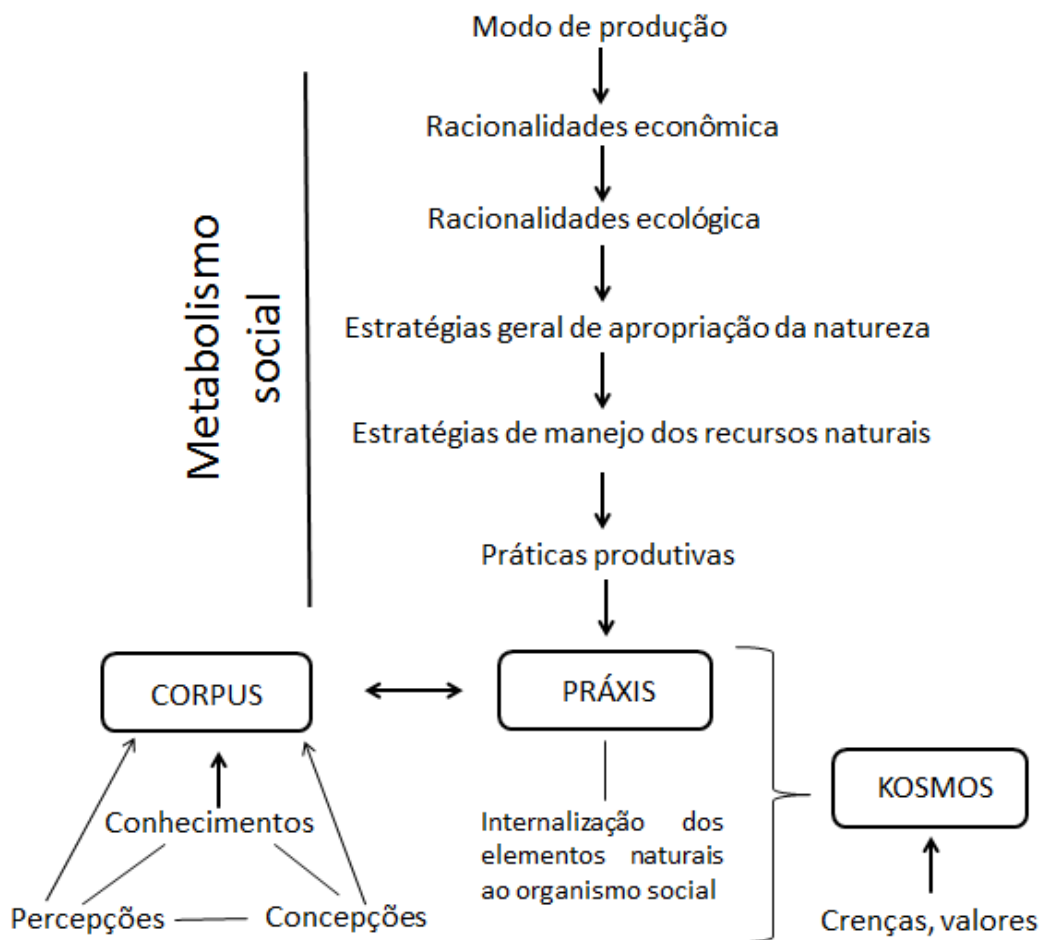 Modo de produção
Racionalidades econômica
Racionalidades ecológica
Estratégias geral de apropriação da natureza
Estratégias de manejo dos recursos naturais
Práticas produtivas
Metabolismo
social
CORPUS
PRÁXIS
KOSMOS
Conhecimentos
Percepções
Concepções
Internalização dos
elementos naturais
ao organismo social
Crenças, valores